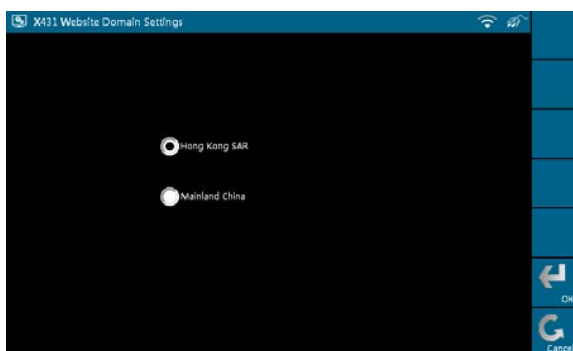 X431 Website Domain Settings
Hong Kong SAR
Mainland China
OK
Cancel